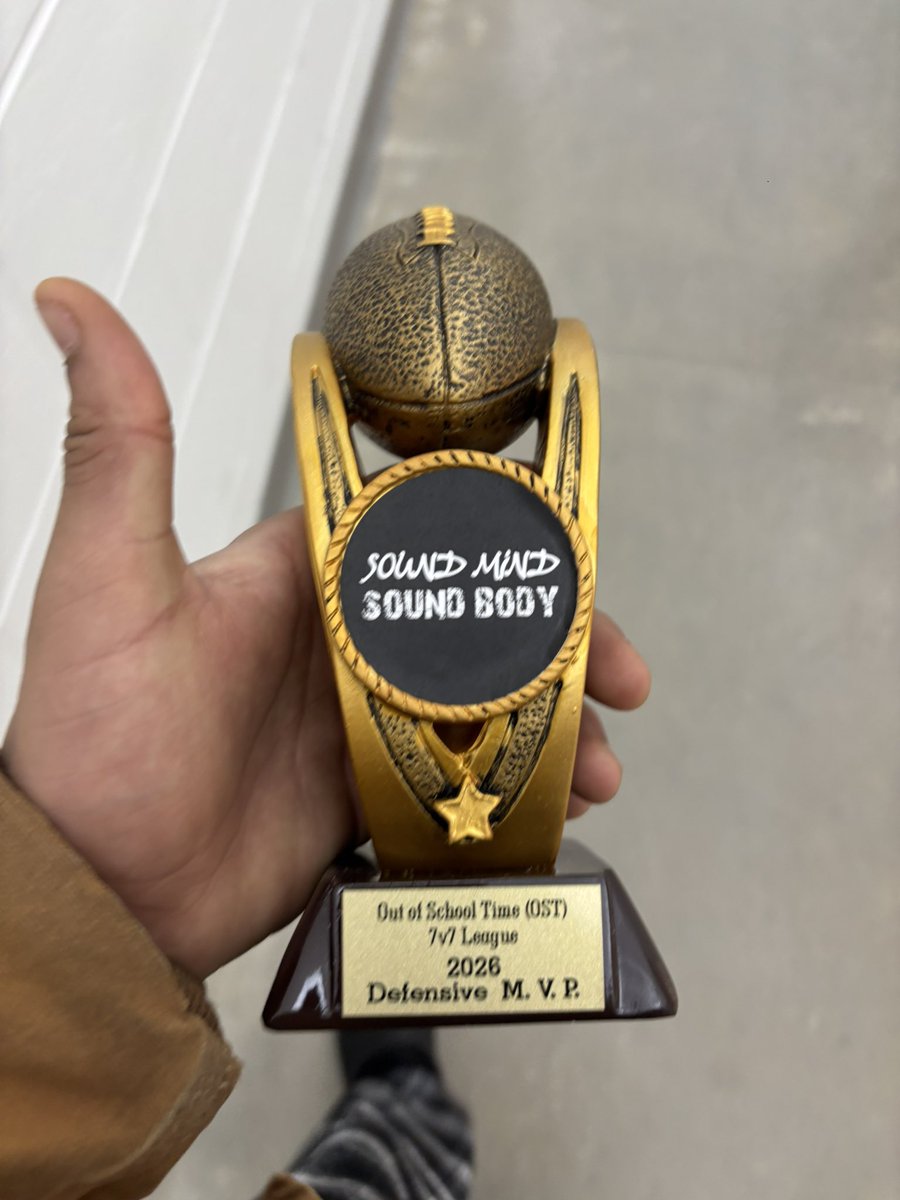 SOUND MIND
SOUND BODY
Out of School Time (OST)
7v7 League
2026
Defensive M. V. P.